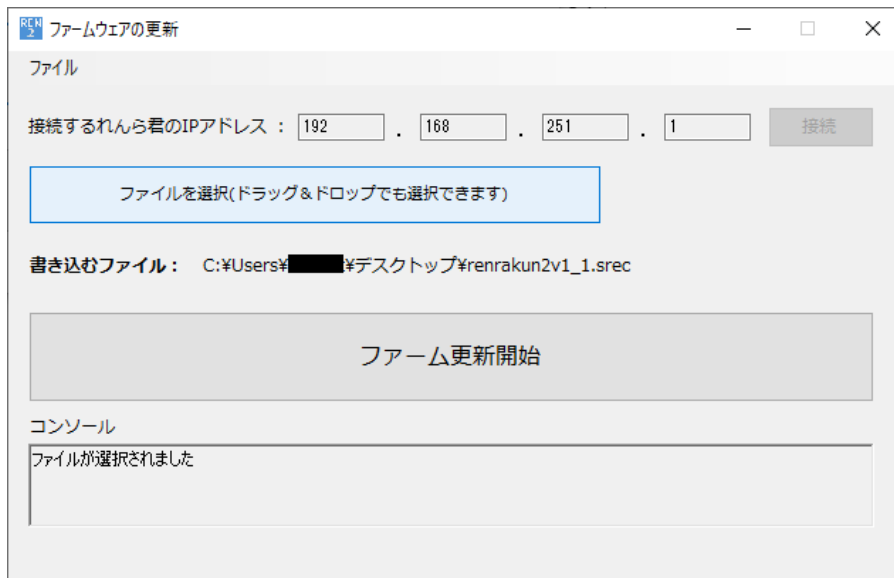 REN
2
ファームウェアの更新
ファイル
接続するれんら君のIPアドレス : 192 . 168 . 251 . 1 接続
ファイルを選択(ドラッグ&ドロップでも選択できます)
書き込むファイル : C:¥Users¥ ¥デスクトップ¥renrakun2v1_1.srec
ファーム更新開始
コンソール
ファイルが選択されました